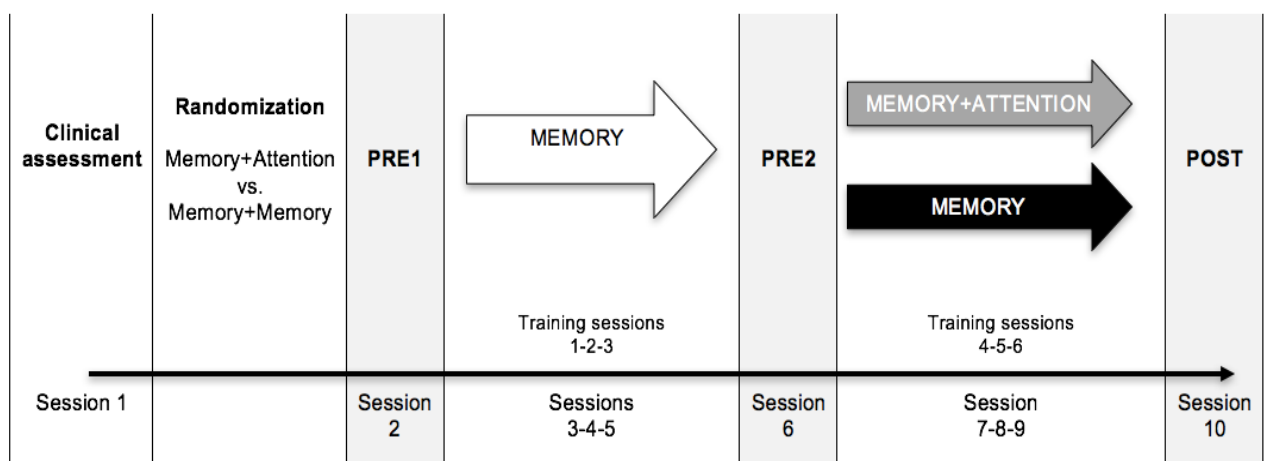 Clinical
assessment
Randomization
Memory+Attention
vs.
Memory+Memory
PRE1
MEMORY
PRE2
MEMORY+ATTENTION
MEMORY
POST
Training sessions
1-2-3
Training sessions
4-5-6
Session 1
Session
2
Sessions
3-4-5
Session
6
Session
7-8-9
Session
10